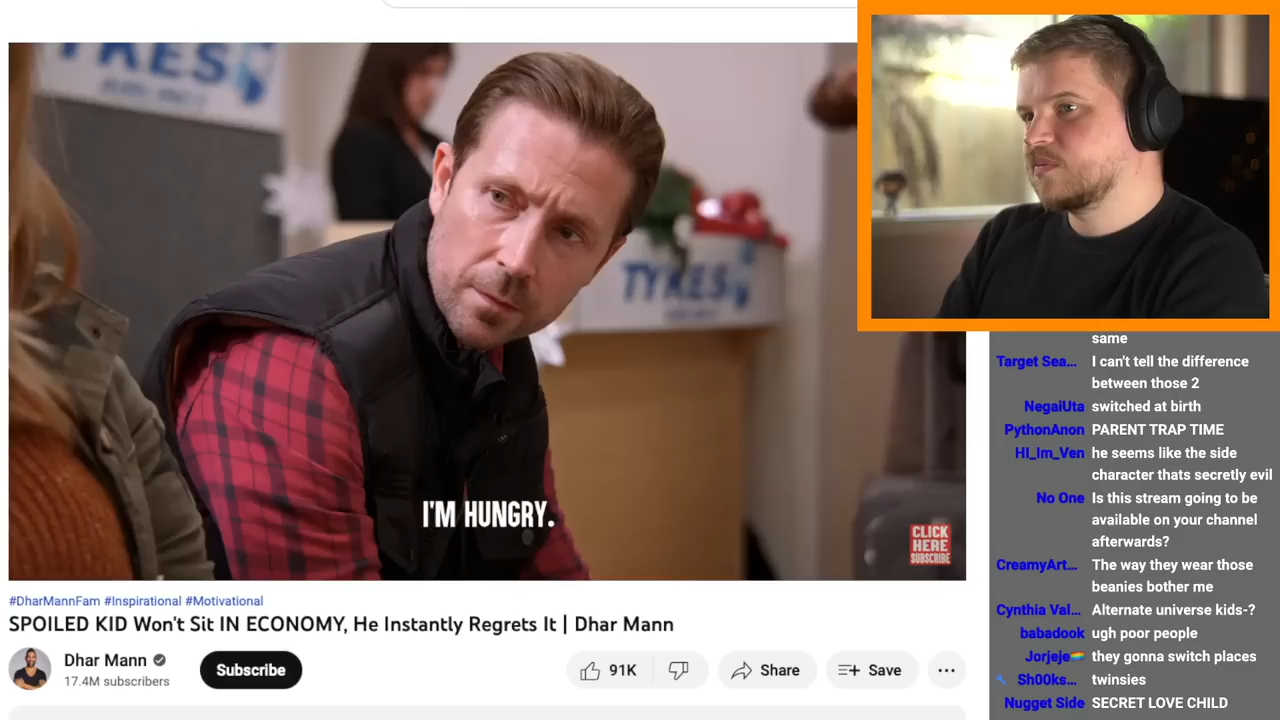 TYKES
TYKES
I'M HUNGRY.
CLICK
HERE
SUBSCRIBE
#DharMannFam #Inspirational #Motivational
SPOILED KID Won't Sit IN ECONOMY, He Instantly Regrets It | Dhar Mann
Dhar Mann
17.4M subscribers
Subscribe
91K
Share
Save
same
Target Sea... I can't tell the difference
between those 2
NegaiUta switched at birth
PythonAnon PARENT TRAP TIME
HI_Im_Ven he seems like the side
character thats secretly evil
No One Is this stream going to be
available on your channel
afterwards?
CreamyArt... The way they wear those
beanies bother me
Cynthia Val... Alternate universe kids-?
babadook ugh poor people
Jorjeje🏳️‍🌈 they gonna switch places
Sh00ks... twinsies
Nugget Side SECRET LOVE CHILD